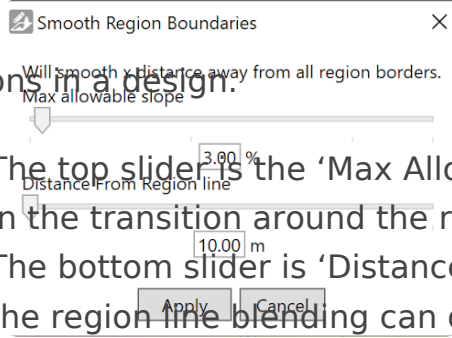 Smooth Region Boundaries
Will smooth x distance away from all region borders.
ons in a design.
Max allowable slope
3.00 %
The top slider is the ‘Max Allo
Distance From Region line
n the transition around the r
10.00 m
The bottom slider is ‘Distance
Apply Cancel
the region line blending can